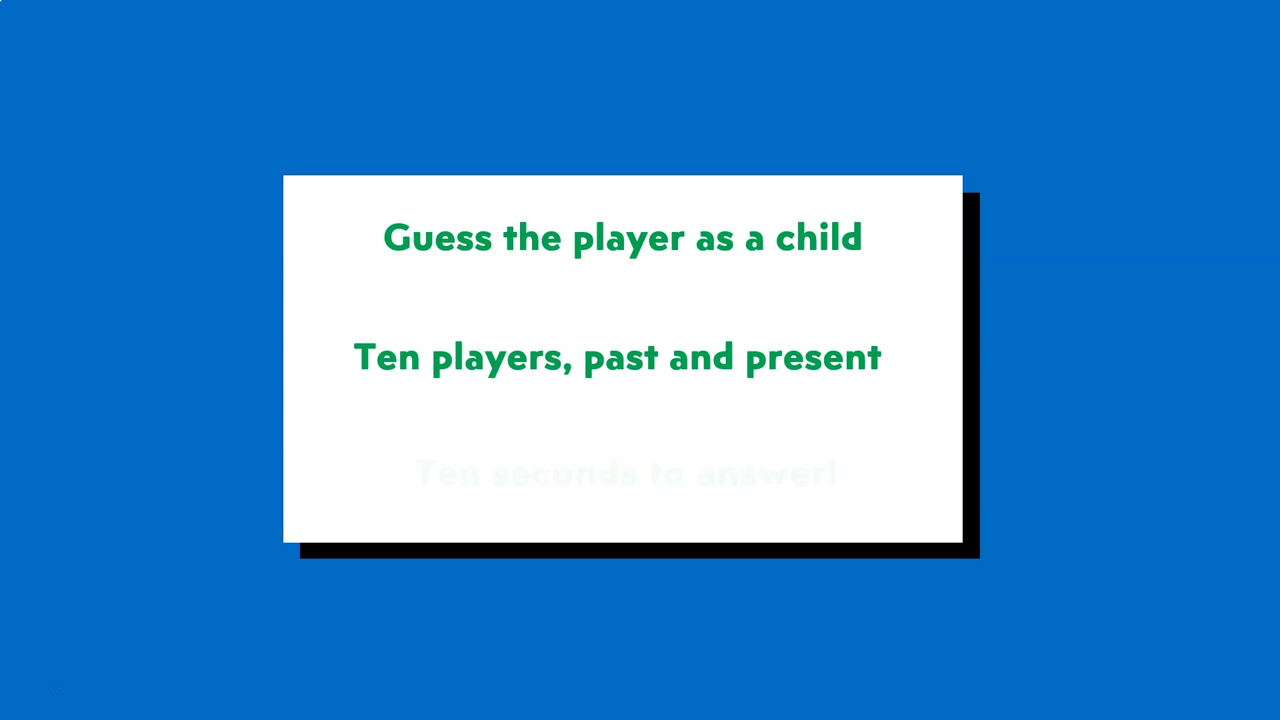 Guess the player as a child
Ten players, past and present
Ten seconds to answer!